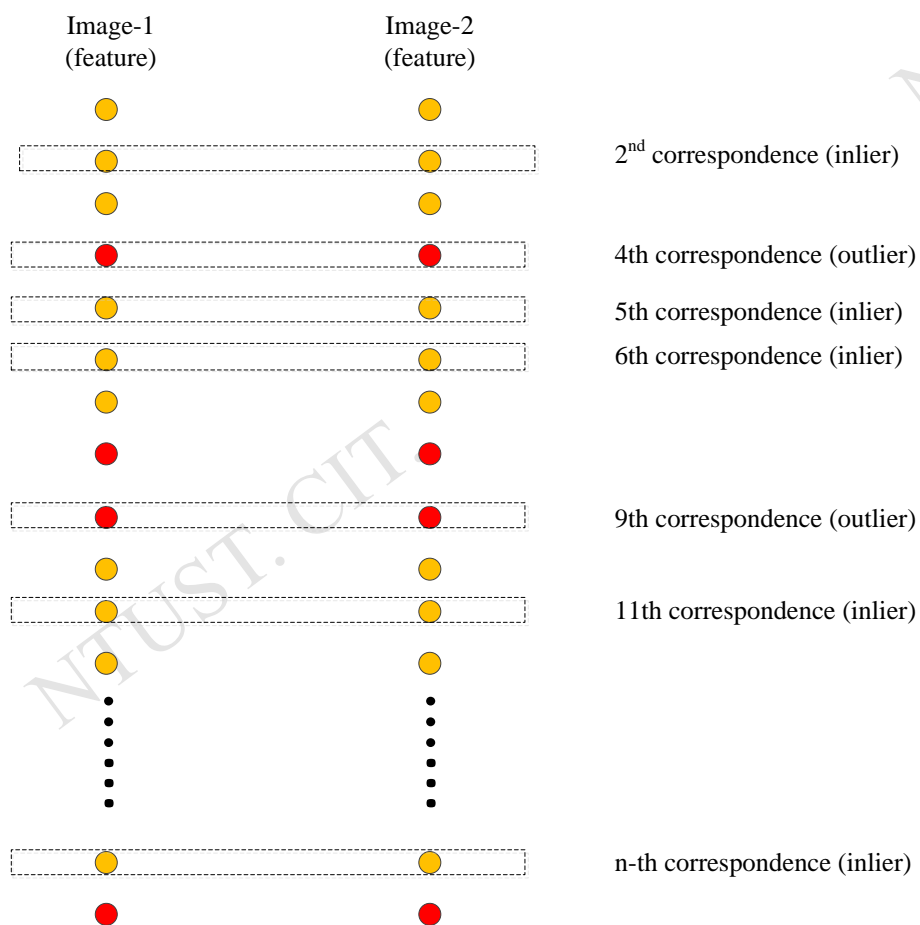 Image-1 Image-2
(feature) (feature)
2nd correspondence (inlier)
4th correspondence (outlier)
5th correspondence (inlier)
6th correspondence (inlier)
9th correspondence (outlier)
11th correspondence (inlier)
NTUST. CIT.
n-th correspondence (inlier)